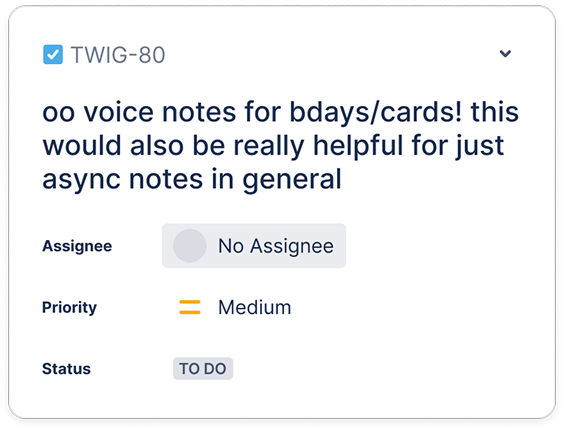 TWIG-80
oo voice notes for bdays/cards! this
would also be really helpful for just
async notes in general
Assignee No Assignee
Priority Medium
Status TO DO